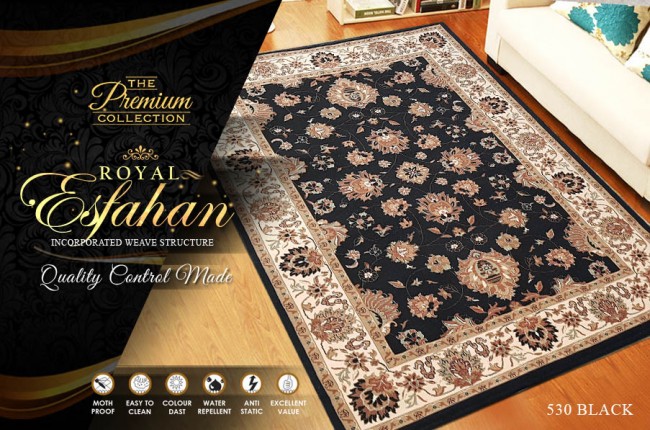 THE
Premium
COLLECTION
ROYAL
Esfahan
INCORPORATED WEAVE STRUCTURE
Quality Control Made
MOTH PROOF
EASY TO CLEAN
COLOUR DAST
WATER REPELLENT
ANTI STATIC
EXCELLENT VALUE
530 BLACK